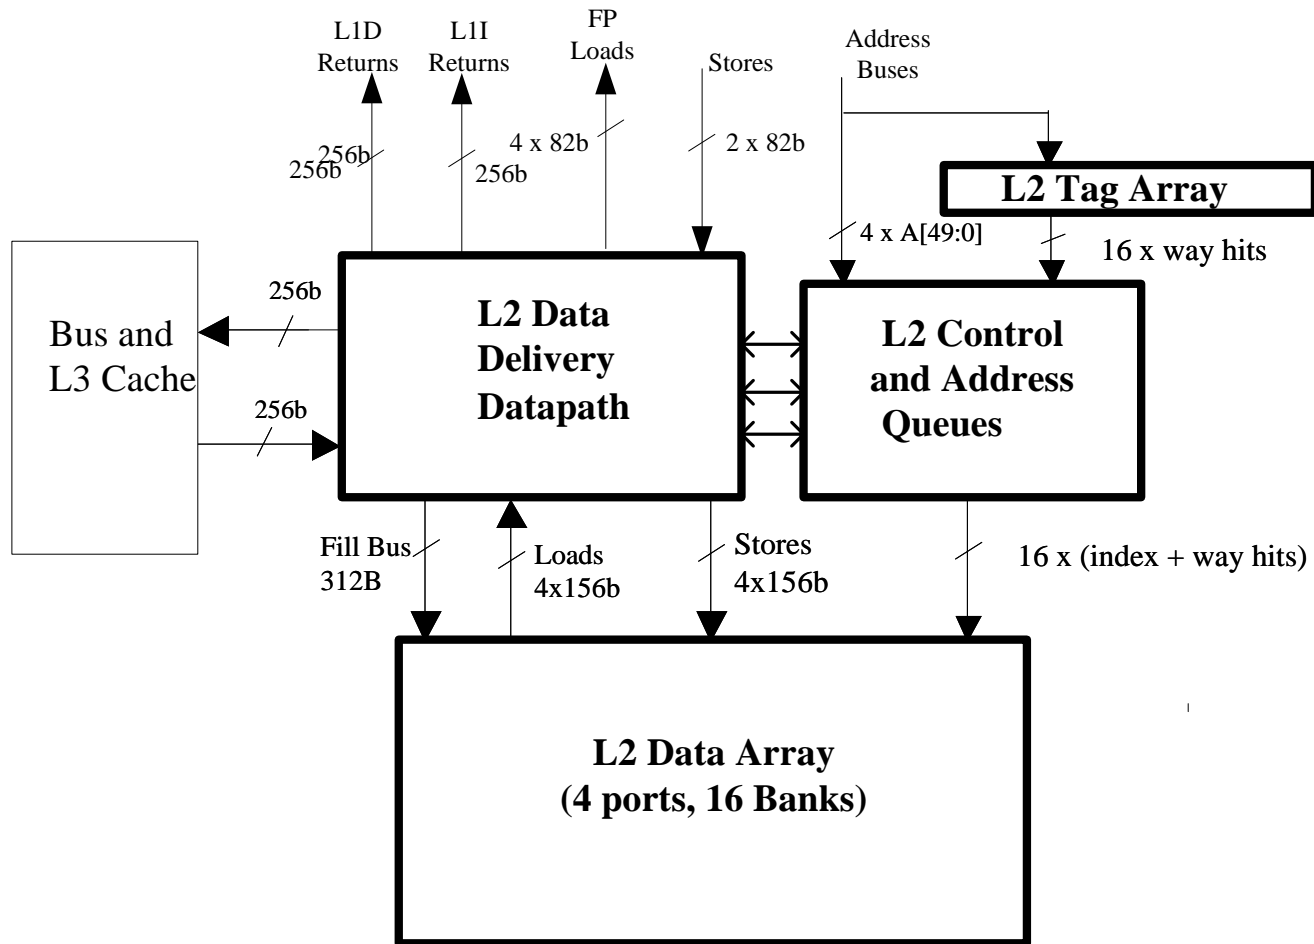 L1D
Returns
L1I
Returns
FP
Loads
Stores
Address
Buses
256b
256b
256b
4 x 82b
2 x 82b
L2 Tag Array
4 x A[49:0]
16 x way hits
Bus and
L3 Cache
256b
256b
L2 Data
Delivery
Datapath
L2 Control
and Address
Queues
Fill Bus
312B
Loads
4x156b
Stores
4x156b
16 x (index + way hits)
L2 Data Array
(4 ports, 16 Banks)